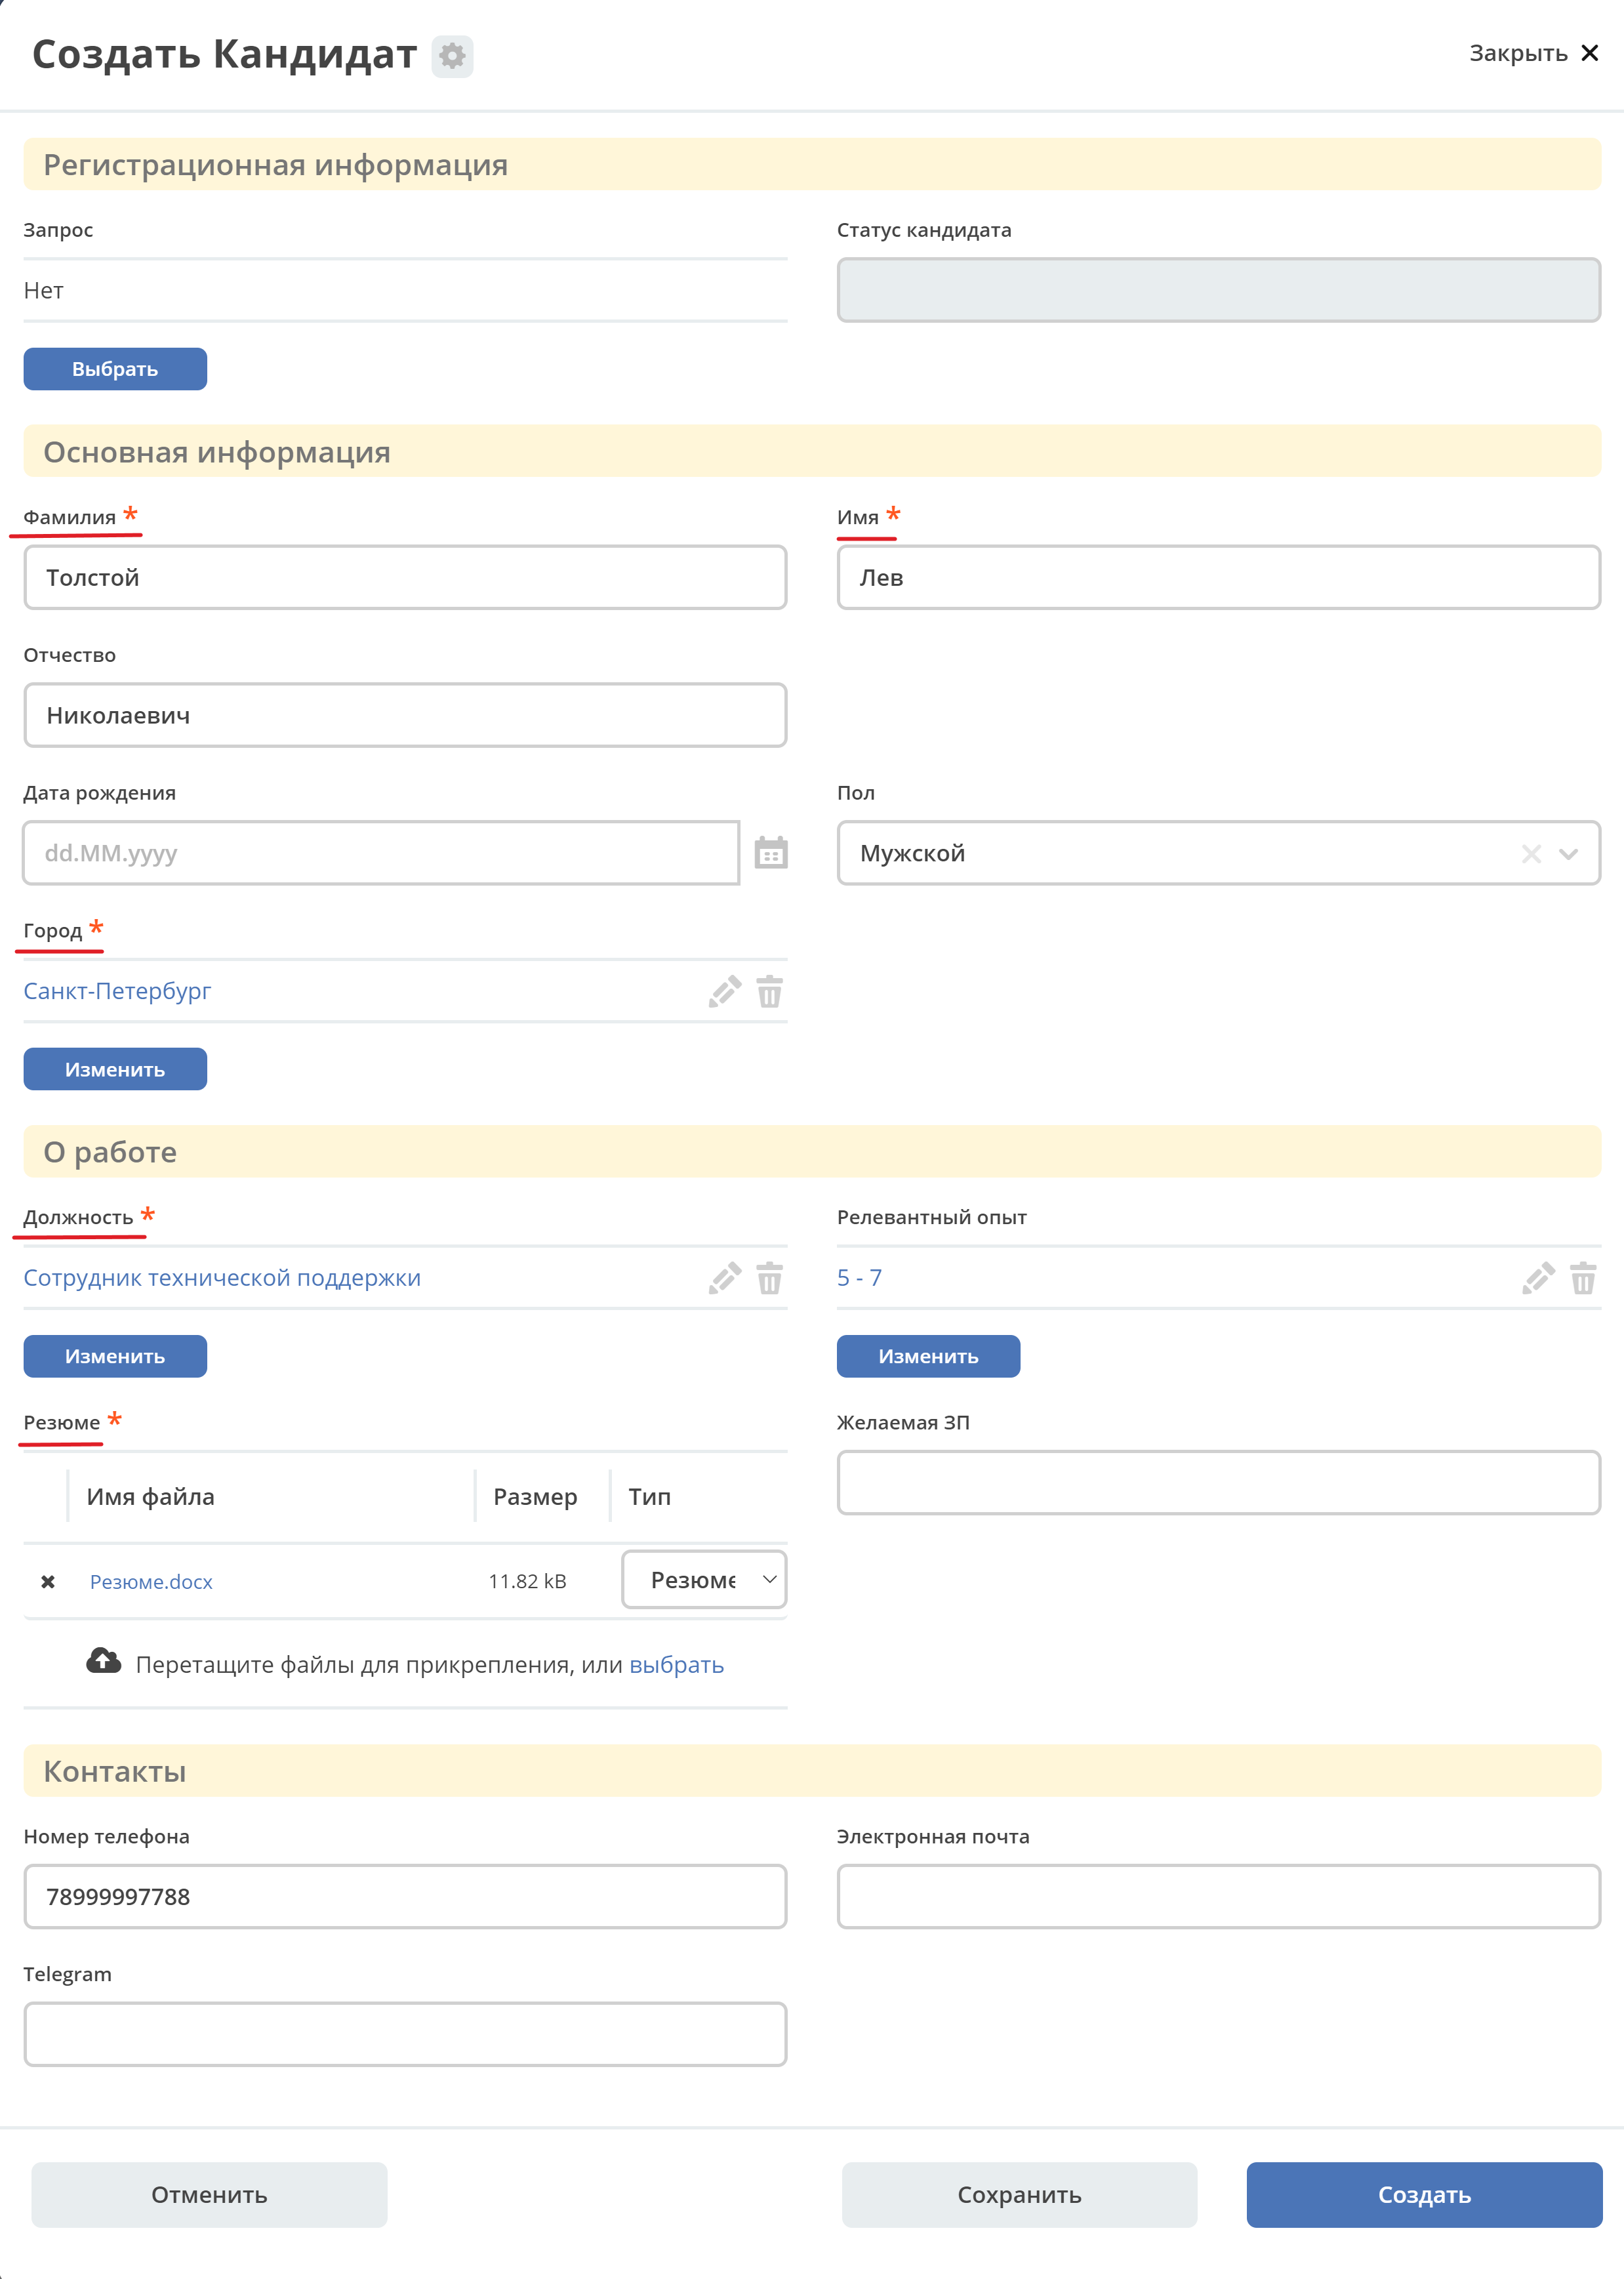 Создать Кандидат
Закрыть
Регистрационная информация
Запрос
Статус кандидата
Нет
Выбрать
Основная информация
Фамилия *
Имя *
Толстой
Лев
Отчество
Николаевич
Дата рождения
Пол
dd.MM.yyyy
Мужской
Город *
Санкт-Петербург
Изменить
О работе
Должность *
Релевантный опыт
Сотрудник технической поддержки
5 - 7
Изменить
Изменить
Резюме *
Желаемая ЗП
Имя файла
Размер
Тип
Резюме.docx
11.82 kB
Резюме
Перетащите файлы для прикрепления, или выбрать
Контакты
Номер телефона
Электронная почта
78999997788
Telegram
Отменить
Сохранить
Создать